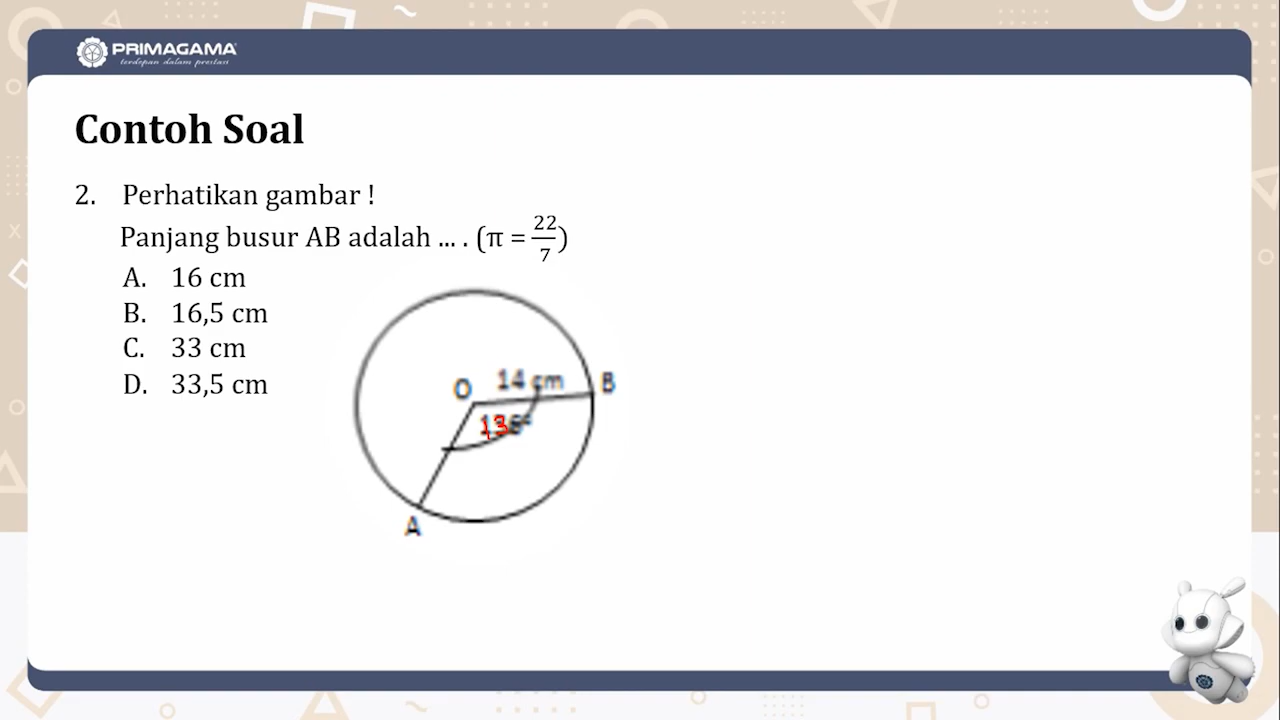 PRIMAGAMA
terdepan dalam prestasi
Contoh Soal
2. Perhatikan gambar !
Panjang busur AB adalah ... . (π = 22/7)
A. 16 cm
B. 16,5 cm
C. 33 cm
D. 33,5 cm
O 14 cm B
A